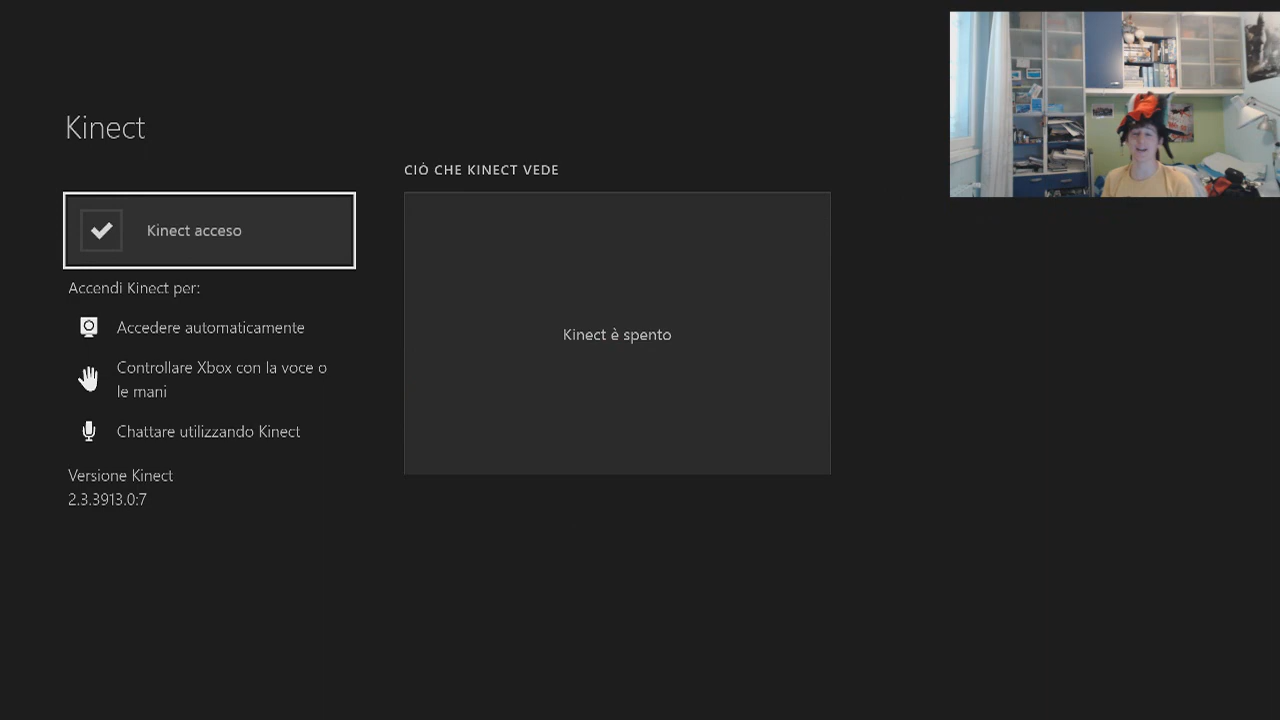 Kinect
Kinect acceso
Accendi Kinect per:
Accedere automaticamente
Controllare Xbox con la voce o
le mani
Chattare utilizzando Kinect
Versione Kinect
2.3.3913.0:7
CIÒ CHE KINECT VEDE
Kinect è spento